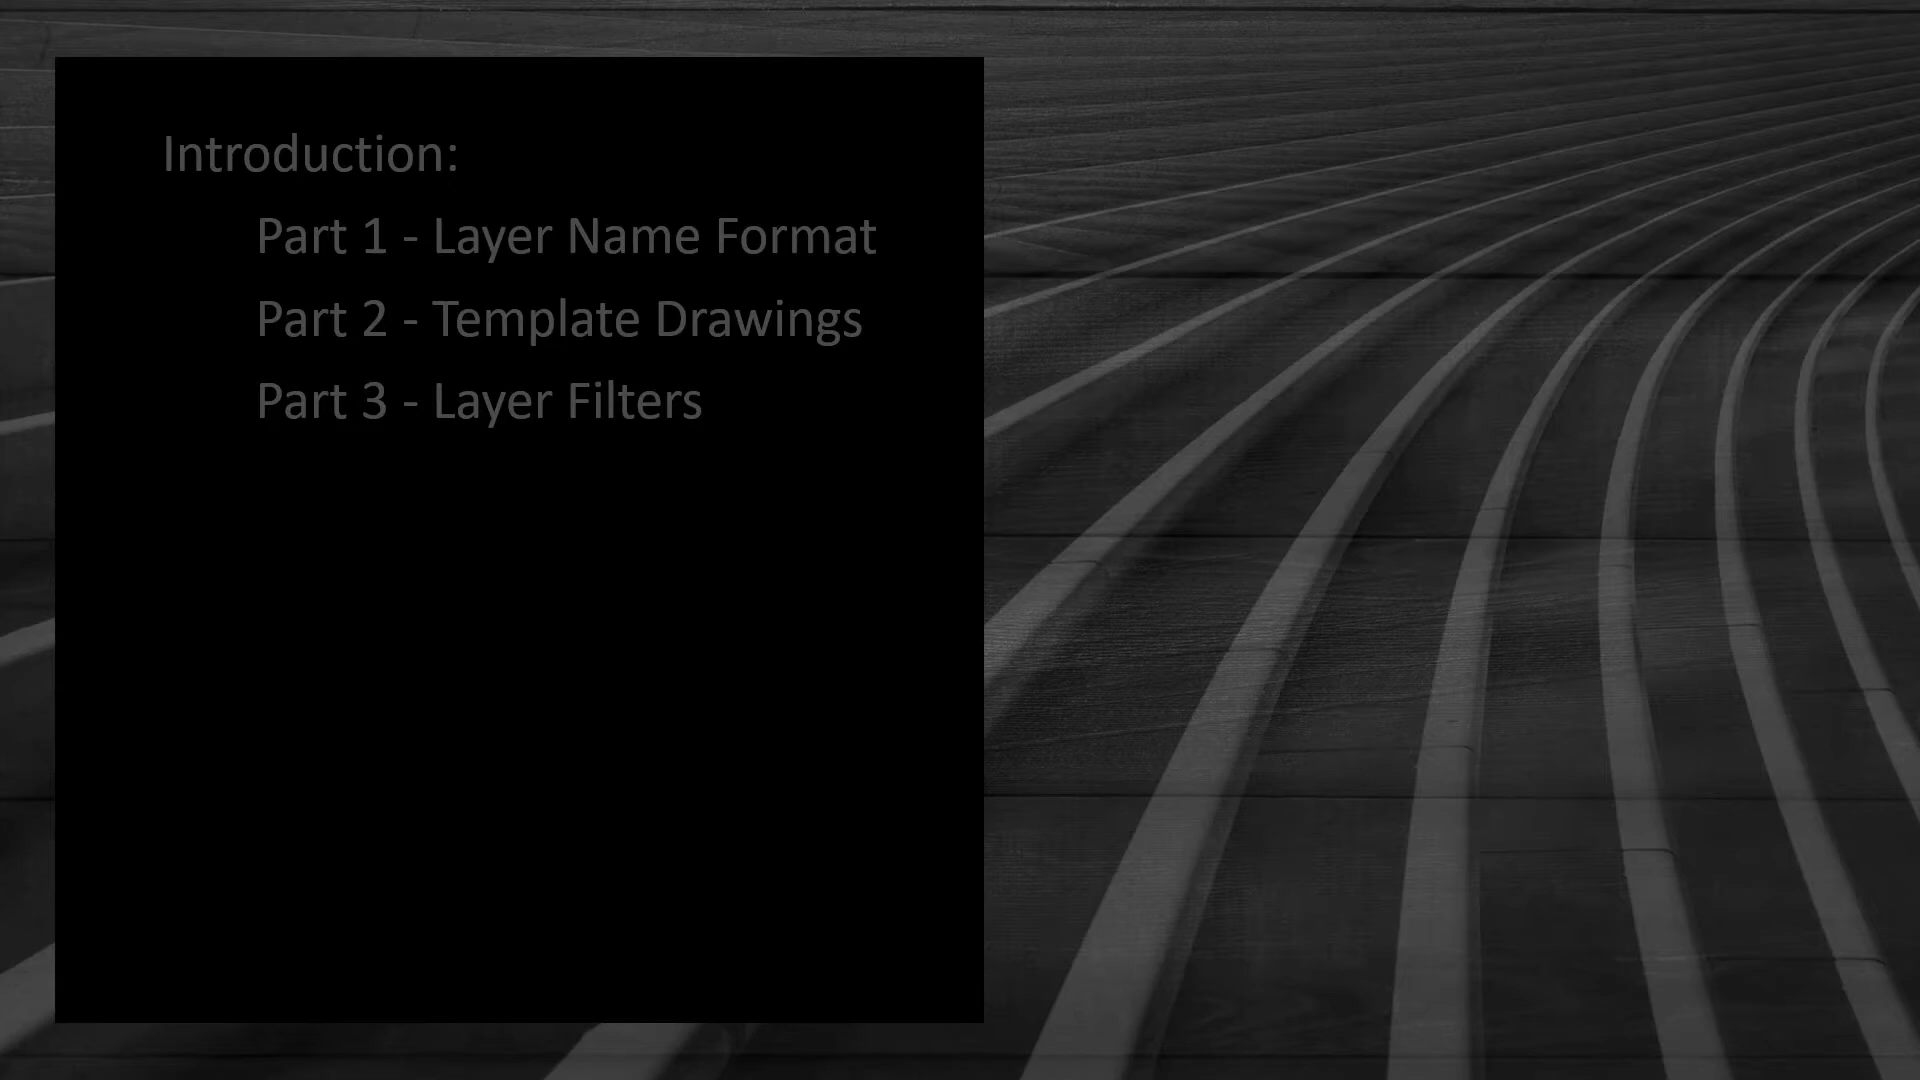 Introduction:
Part 1 - Layer Name Format
Part 2 - Template Drawings
Part 3 - Layer Filters